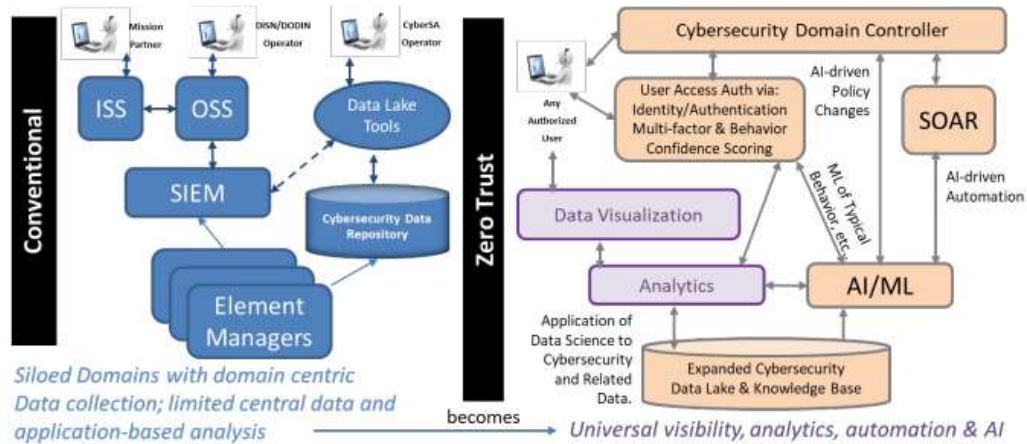 Conventional
Mission
Partner
DISN/DODIN
Operator
CyberSA
Operator
ISS
OSS
Data Lake
Tools
SIEM
Cybersecurity Data
Repository
Element
Managers
Siloed Domains with domain centric
Data collection; limited central data and
application-based analysis
becomes
Zero Trust
Cybersecurity Domain Controller
Any
Authorized
User
User Access Auth via:
Identity/Authentication
Multi-factor & Behavior
Confidence Scoring
AI-driven
Policy
Changes
SOAR
AI-driven
Automation
Data Visualization
ML of Typical
Behavior, etc.
Analytics
AI/ML
Application of
Data Science to
Cybersecurity
and Related
Data.
Expanded Cybersecurity
Data Lake & Knowledge Base
Universal visibility, analytics, automation & AI